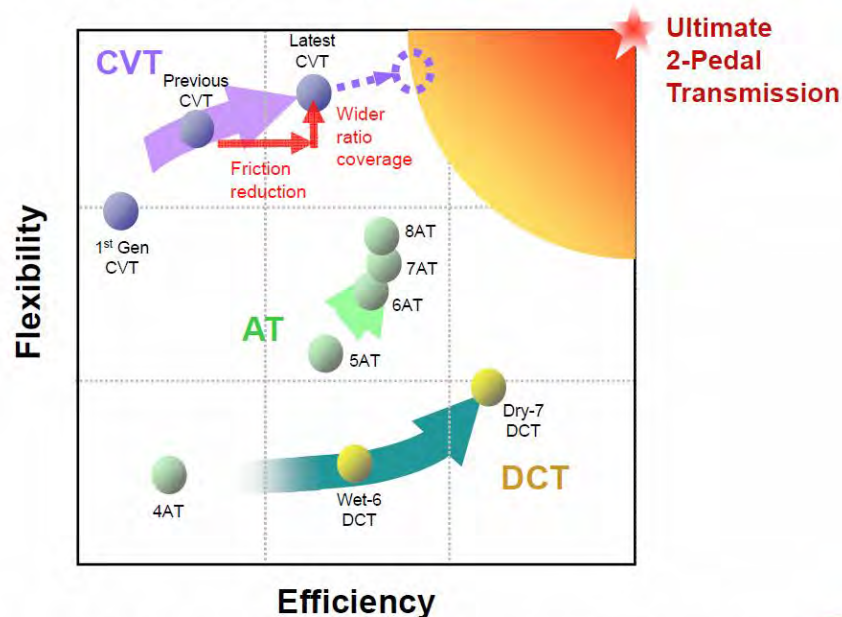 Ultimate
2-Pedal
Transmission
CVT
Latest
CVT
Previous
CVT
Wider
ratio
coverage
Friction
reduction
1st Gen
CVT
8AT
7AT
6AT
AT
5AT
Dry-7
DCT
DCT
4AT
Wet-6
DCT
Flexibility
Efficiency